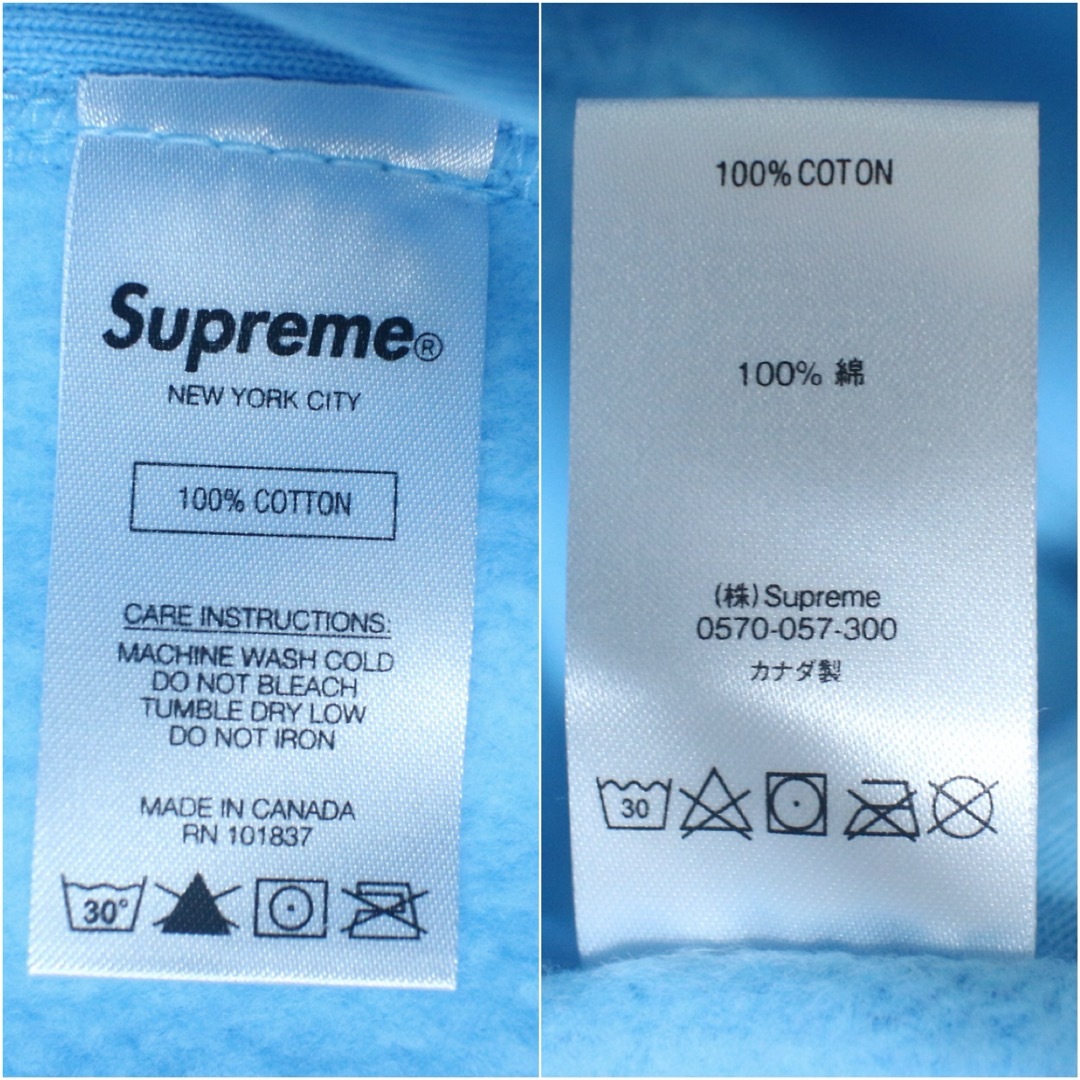 Supreme®
NEW YORK CITY
100% COTTON
CARE INSTRUCTIONS:
MACHINE WASH COLD
DO NOT BLEACH
TUMBLE DRY LOW
DO NOT IRON
MADE IN CANADA
RN 101837
30°
100% COTON
100% 綿
(株)Supreme
0570-057-300
カナダ製
30